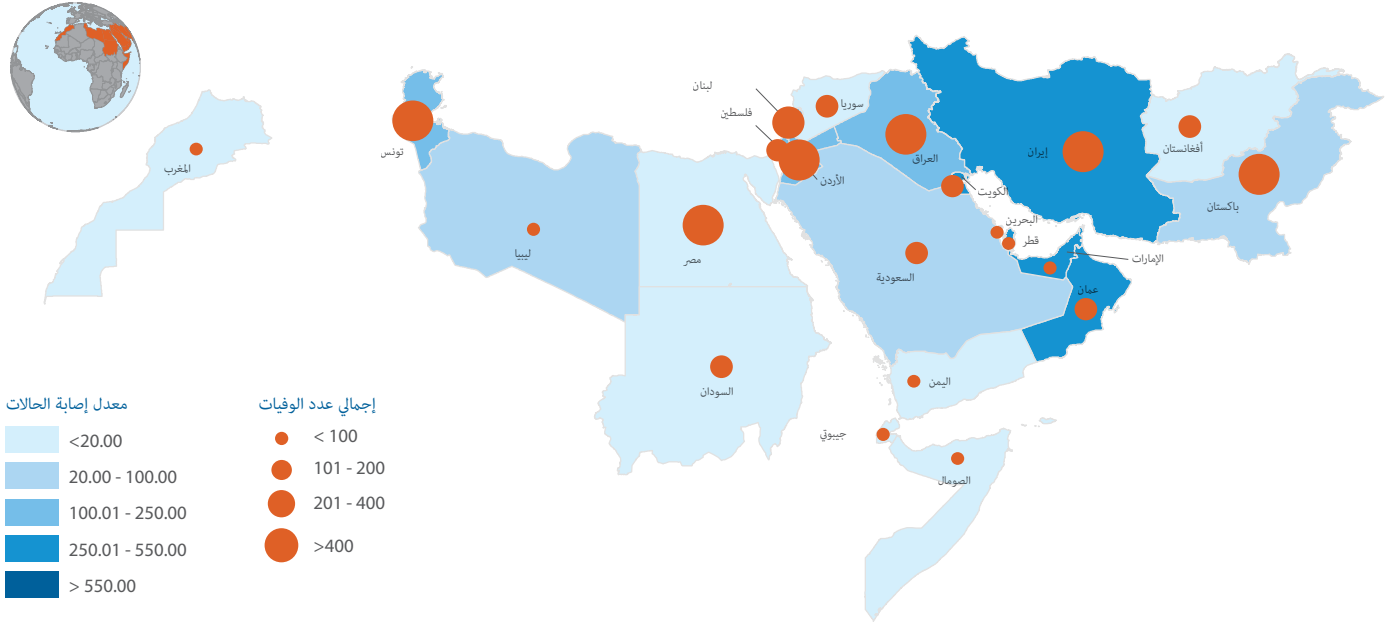 لبنان
سوريا
فلسطين
تونس
المغرب
العراق
إيران
أفغانستان
الأردن
الكويت
باكستان
البحرين
قطر
ليبيا
مصر
السعودية
الإمارات
عمان
السودان
اليمن
جيبوتي
الصومال
معدل إصابة الحالات
<20.00
20.00 - 100.00
100.01 - 250.00
250.01 - 550.00
> 550.00
إجمالي عدد الوفيات
< 100
101 - 200
201 - 400
>400